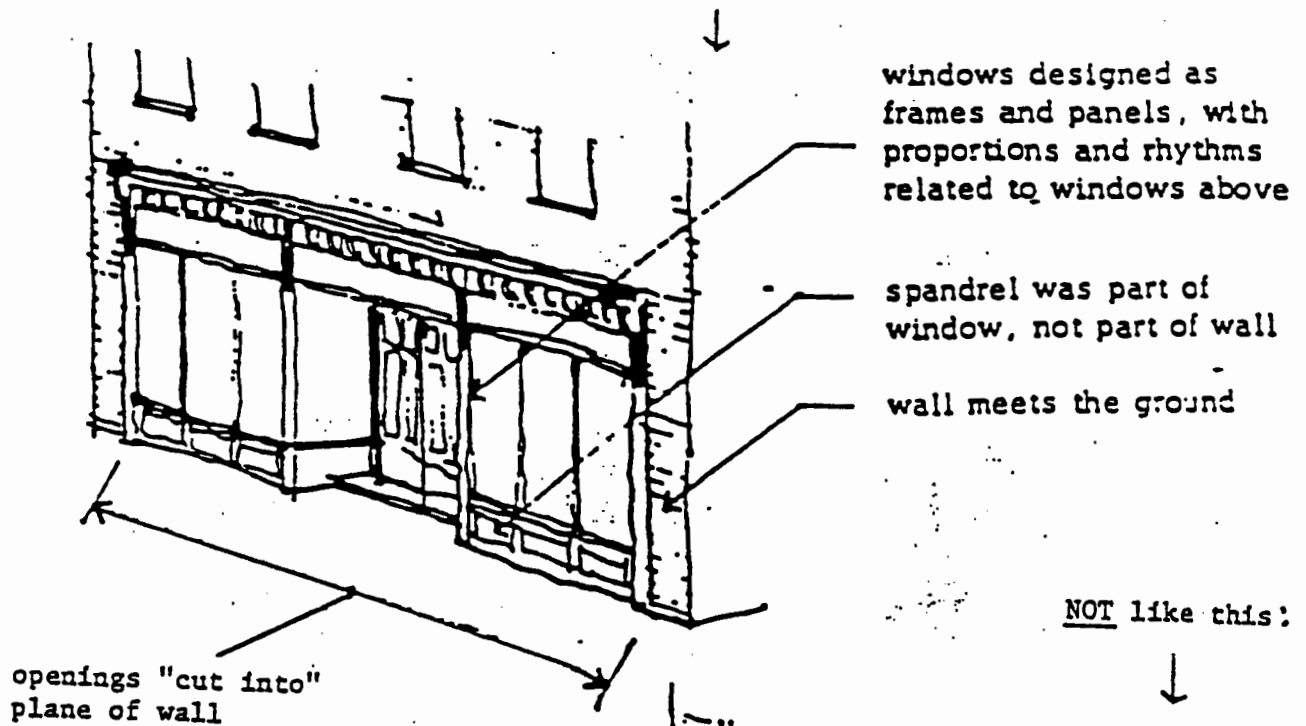 windows designed as
frames and panels, with
proportions and rhythms
related to windows above
spandrel was part of
window, not part of wall
wall meets the ground
NOT like this:
openings "cut into"
plane of wall